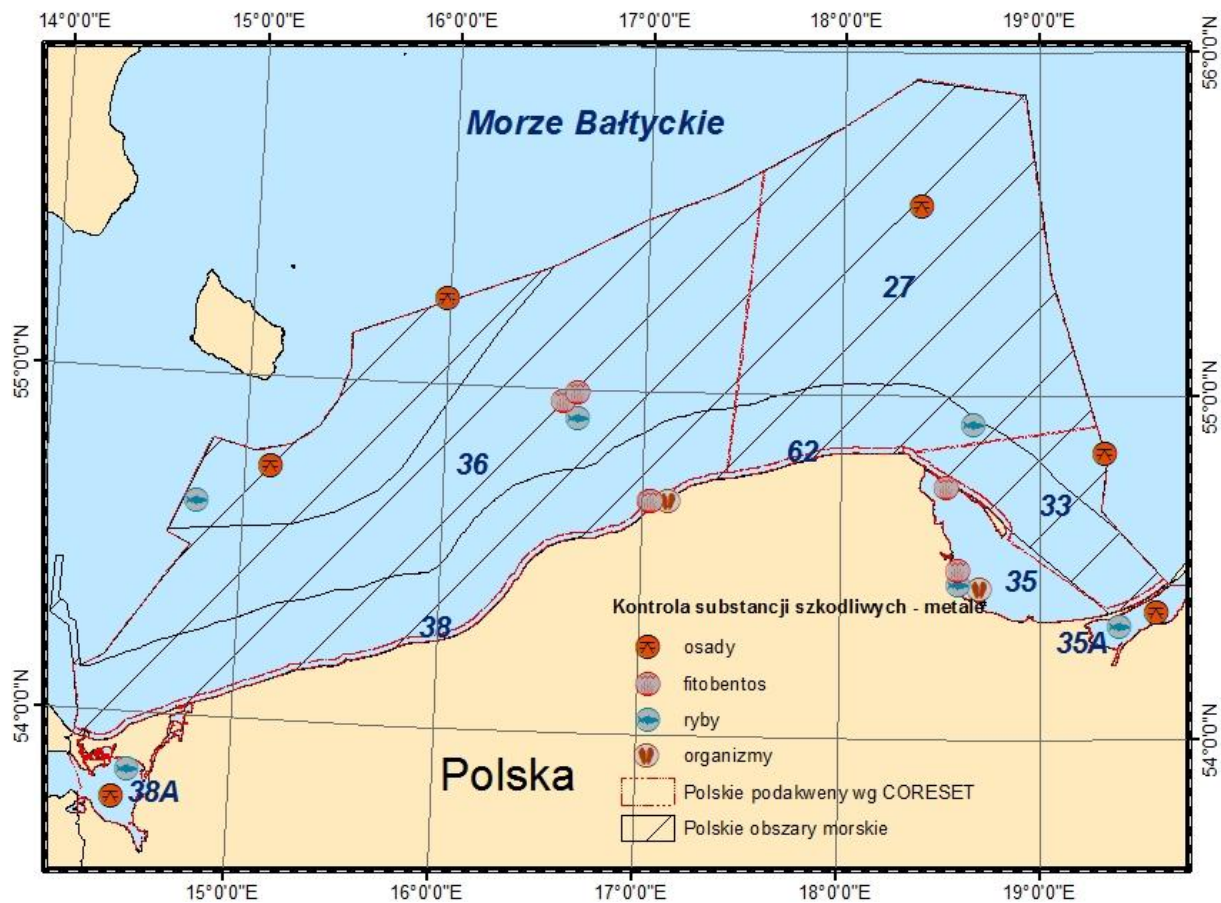 14°0'0"E 15°0'0"E 16°0'0"E 17°0'0"E 18°0'0"E 19°0'0"E
56°0'0"N
Morze Bałtyckie
27
55°0'0"N
55°0'0"N
36
62
33
35
Kontrola substancji szkodliwych - metale
38
35A
osady
fitobentos
54°0'0"N
54°0'0"N
ryby
organizmy
Polska
38A
Polskie podakweny wg CORESET
Polskie obszary morskie
15°0'0"E 16°0'0"E 17°0'0"E 18°0'0"E 19°0'0"E